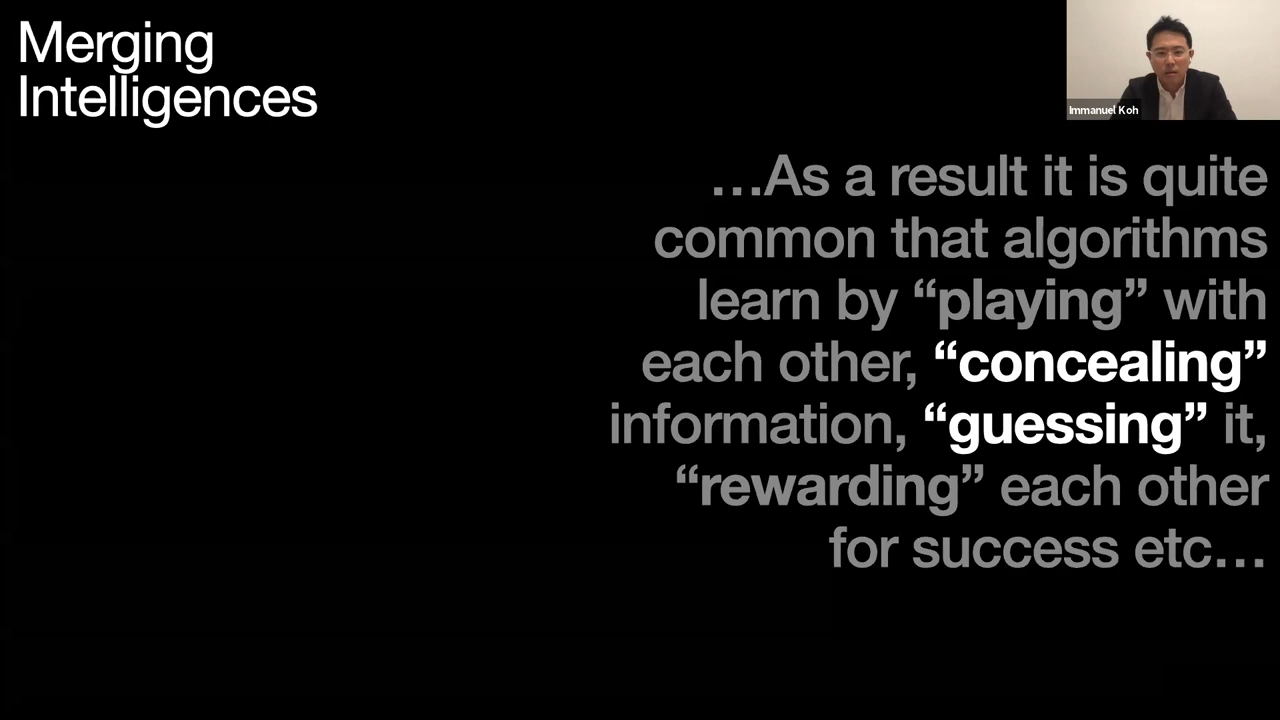 Merging
Intelligences
Immanuel Koh
…As a result it is quite
common that algorithms
learn by “playing” with
each other, “concealing”
information, “guessing” it,
“rewarding” each other
for success etc…